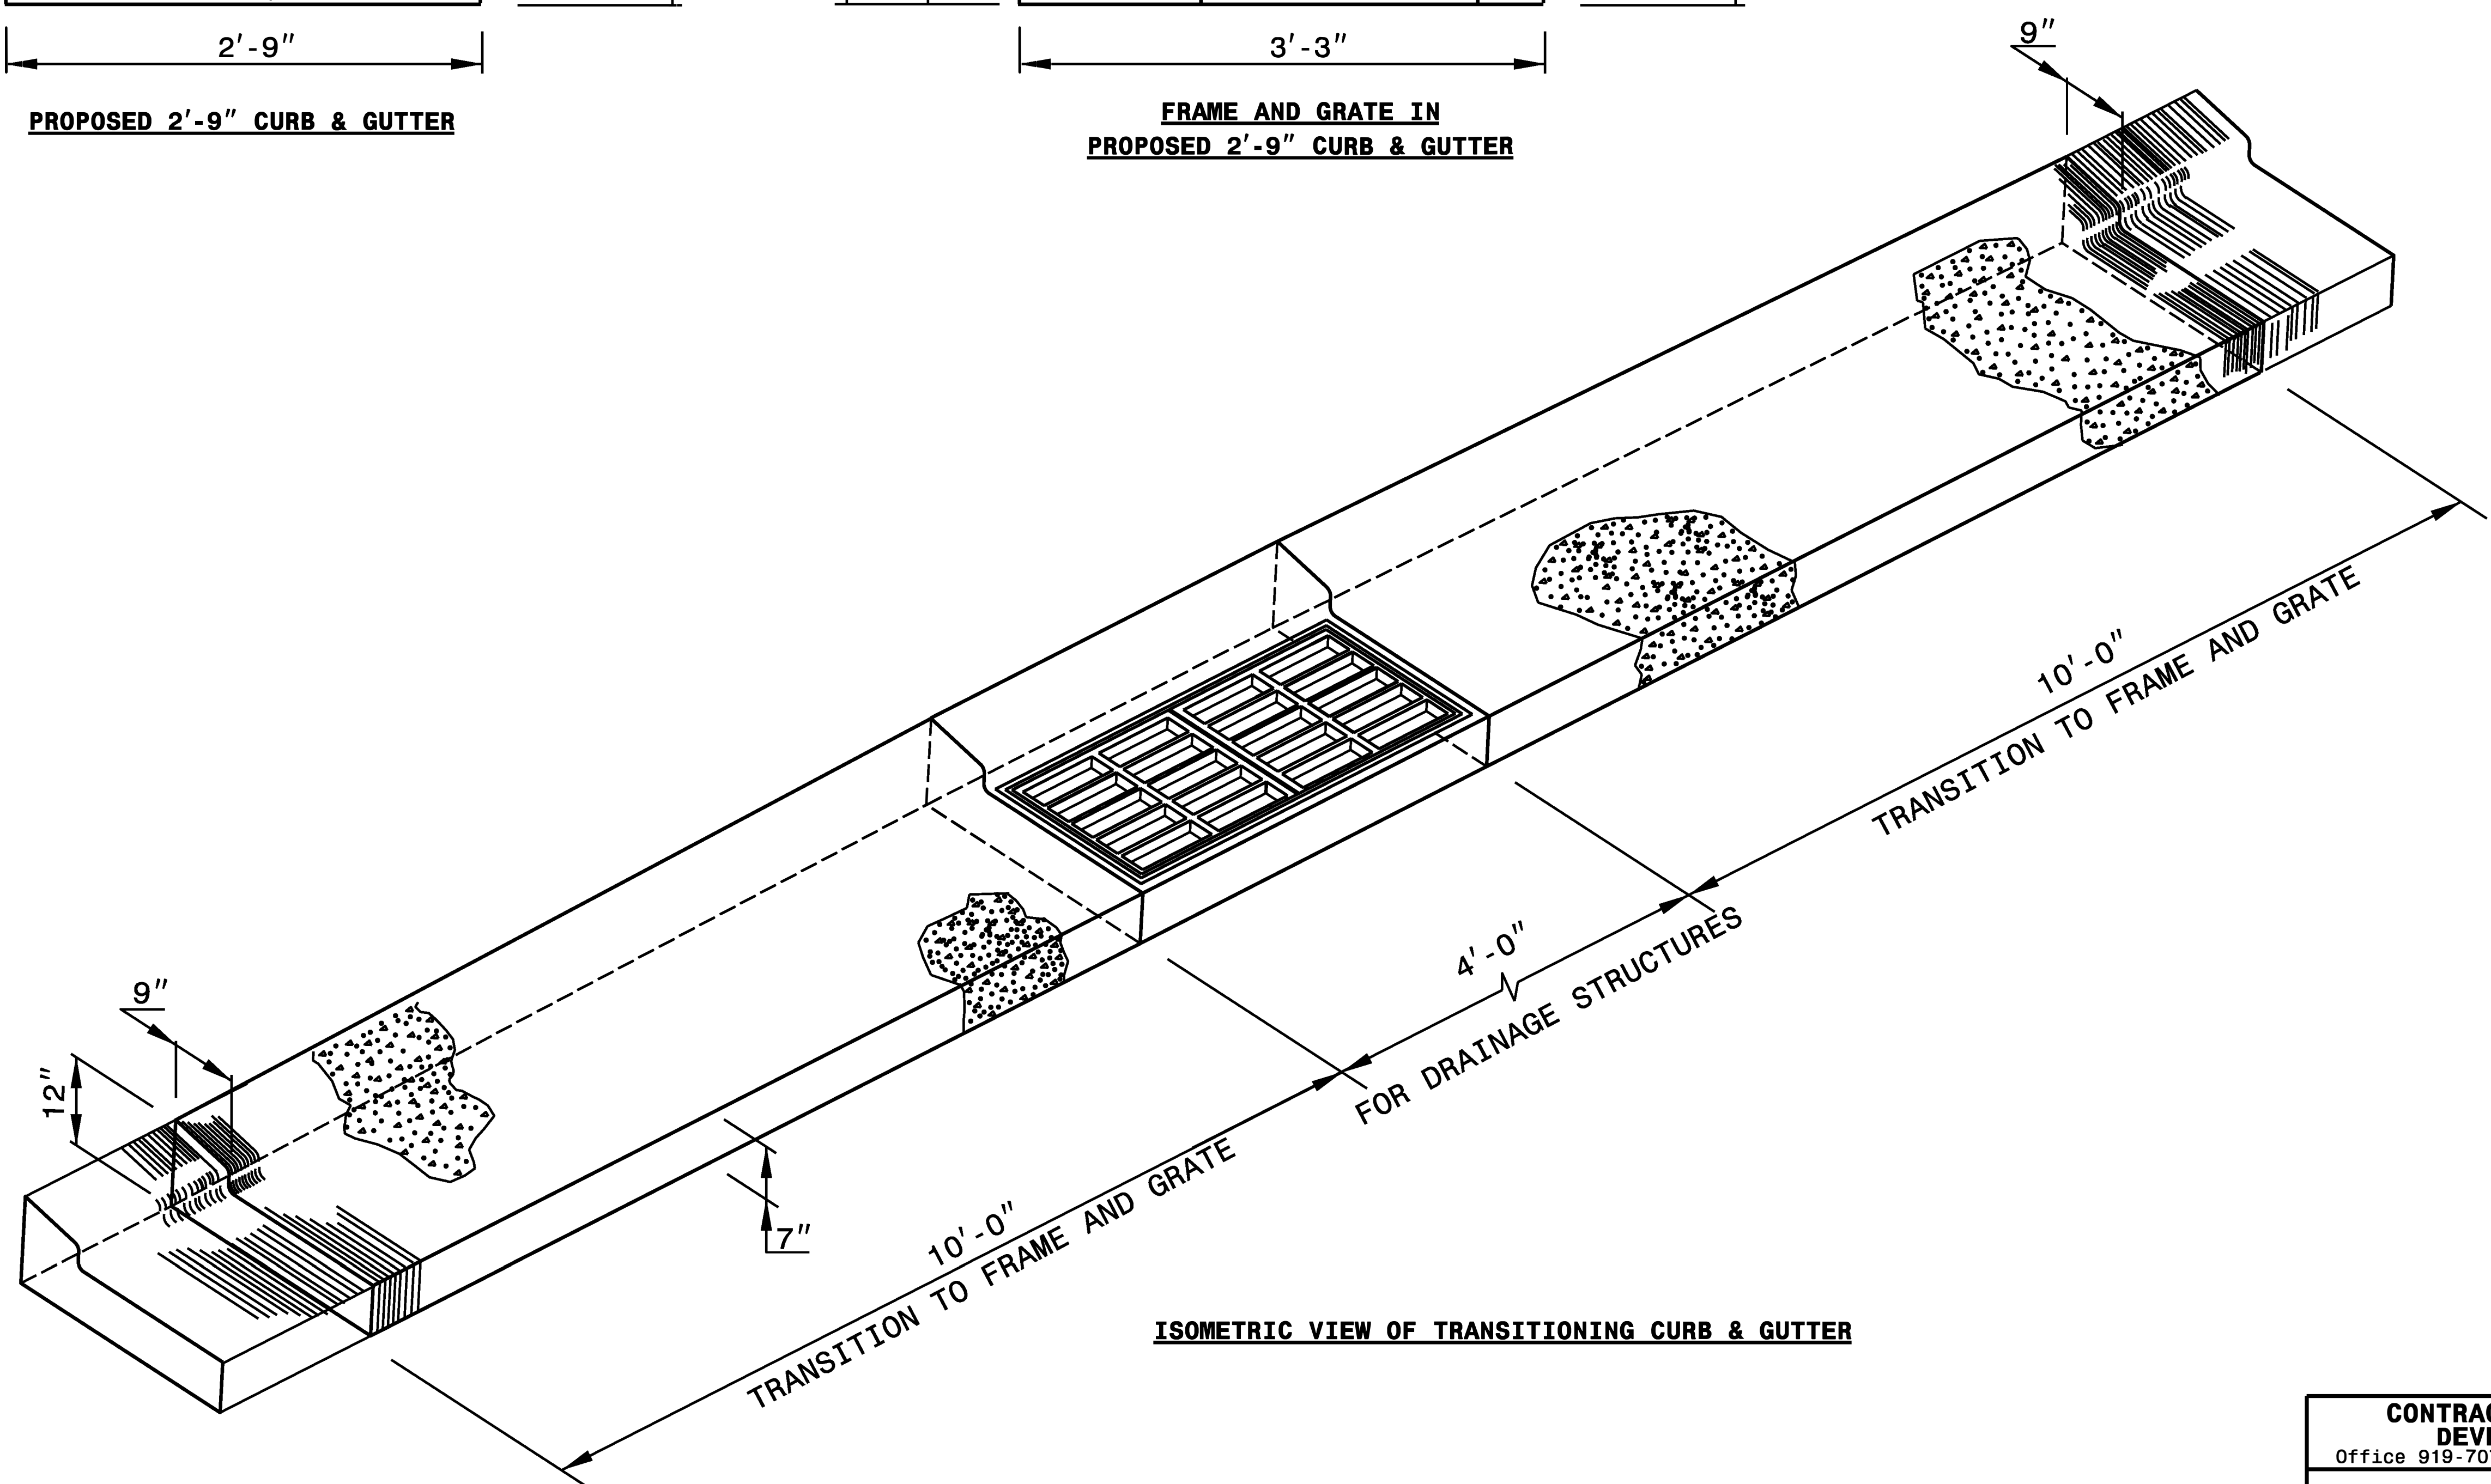 2'-9"
PROPOSED 2'-9" CURB & GUTTER
3'-3"
FRAME AND GRATE IN
PROPOSED 2'-9" CURB & GUTTER
9"
10'-0"
TRANSITION TO FRAME AND GRATE
4'-0"
FOR DRAINAGE STRUCTURES
9"
12"
7"
10'-0"
TRANSITION TO FRAME AND GRATE
ISOMETRIC VIEW OF TRANSITIONING CURB & GUTTER
Office 919-70